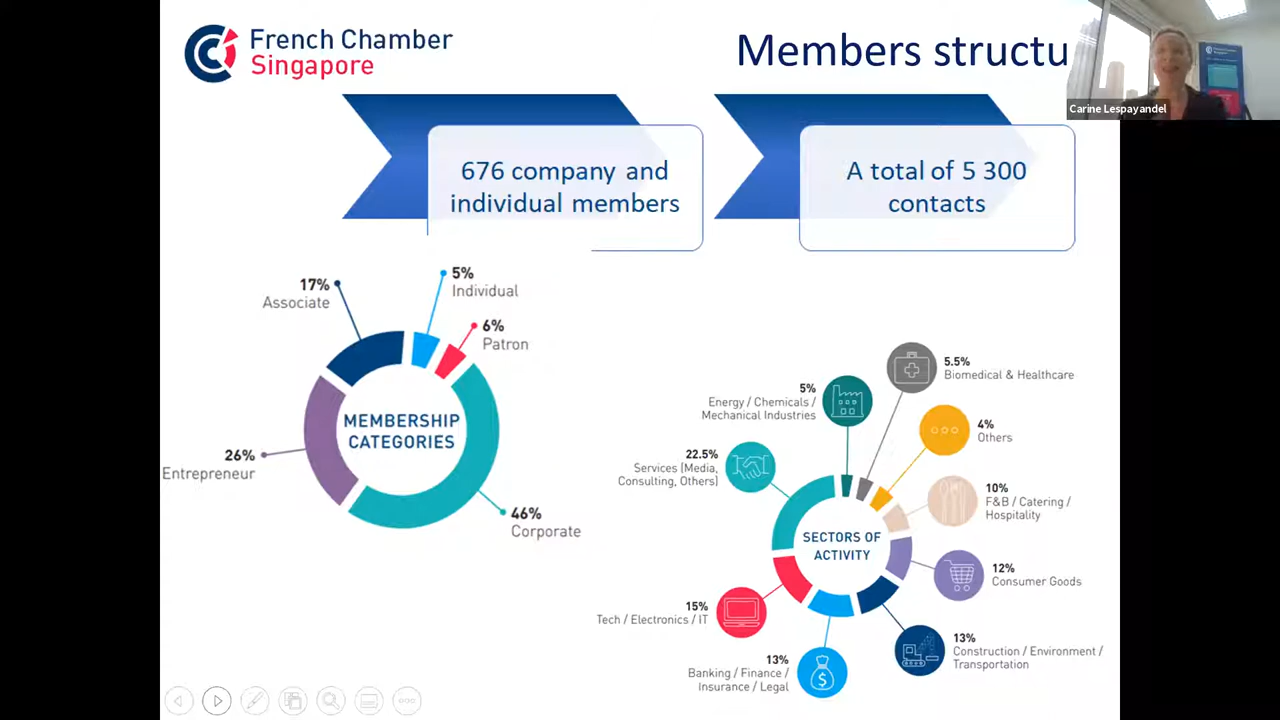 French Chamber
Singapore
Members structu
Carine Lespayandel
676 company and
individual members
A total of 5 300
contacts
17%
Associate
5%
Individual
6%
Patron
MEMBERSHIP
CATEGORIES
26%
Entrepreneur
46%
Corporate
5.5%
Biomedical & Healthcare
5%
Energy / Chemicals /
Mechanical Industries
4%
Others
22.5%
Services (Media,
Consulting, Others)
10%
F&B / Catering /
Hospitality
SECTORS OF
ACTIVITY
12%
Consumer Goods
15%
Tech / Electronics / IT
13%
Construction / Environment /
Transportation
13%
Banking / Finance /
Insurance / Legal